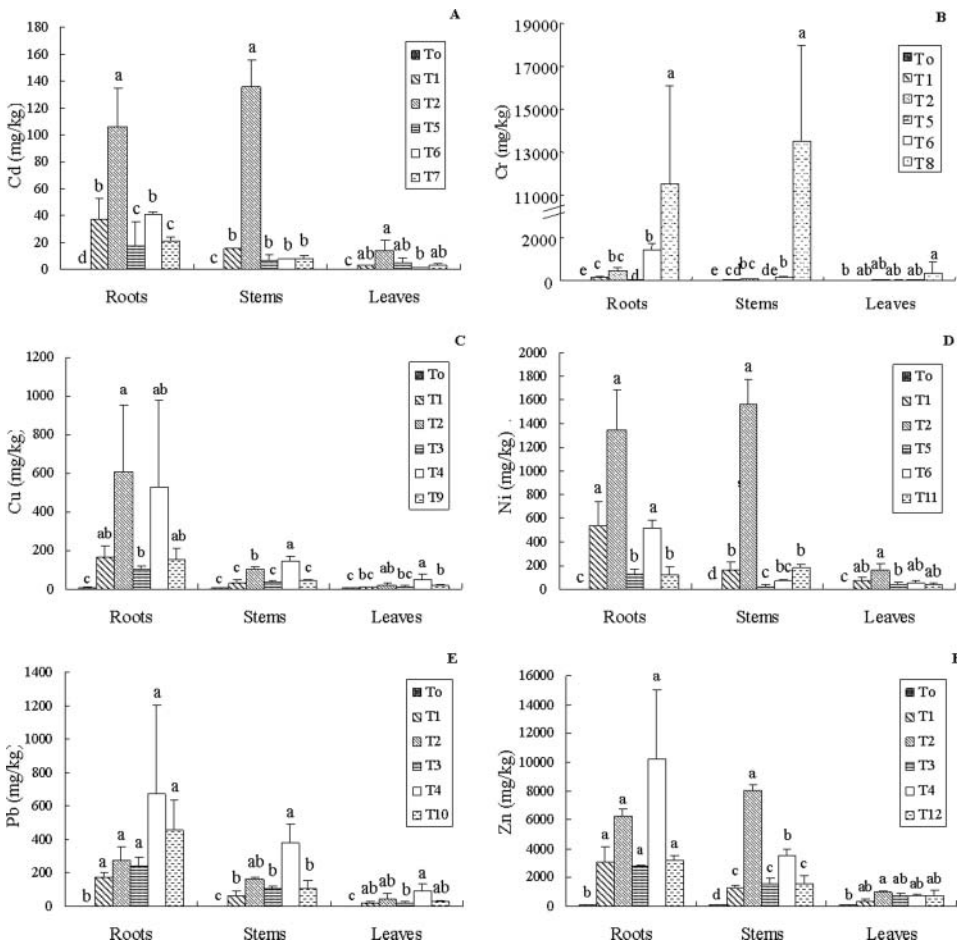 A
180
160
140
120
100
80
60
40
20
0
Cd (mg/kg)
To
T1
T2
T5
T6
T7
d b a c b c
c b a b b b
c ab a ab b ab
Roots Stems Leaves
B
19000
17000
15000
13000
11000
2000
0
Cr (mg/kg)
To
T1
T2
T5
T6
T8
e c bc d b a
e cd bc de b a
b ab ab ab ab a
Roots Stems Leaves
C
1200
1000
800
600
400
200
0
Cu (mg/kg)
To
T1
T2
T3
T4
T9
c ab a b ab ab
c c b c a c
c bc ab bc a b
Roots Stems Leaves
D
2000
1800
1600
1400
1200
1000
800
600
400
200
0
Ni (mg/kg)
To
T1
T2
T5
T6
T11
c a a b a b
d b a c bc b
c ab a b ab ab
Roots Stems Leaves
E
1400
1200
1000
800
600
400
200
0
Pb (mg/kg)
To
T1
T2
T3
T4
T10
b a a a a a
c b ab b a b
c ab ab b a ab
Roots Stems Leaves
F
16000
14000
12000
10000
8000
6000
4000
2000
0
Zn (mg/kg)
To
T1
T2
T3
T4
T12
b a a a a a
d c a c b c
b ab a ab ab ab
Roots Stems Leaves